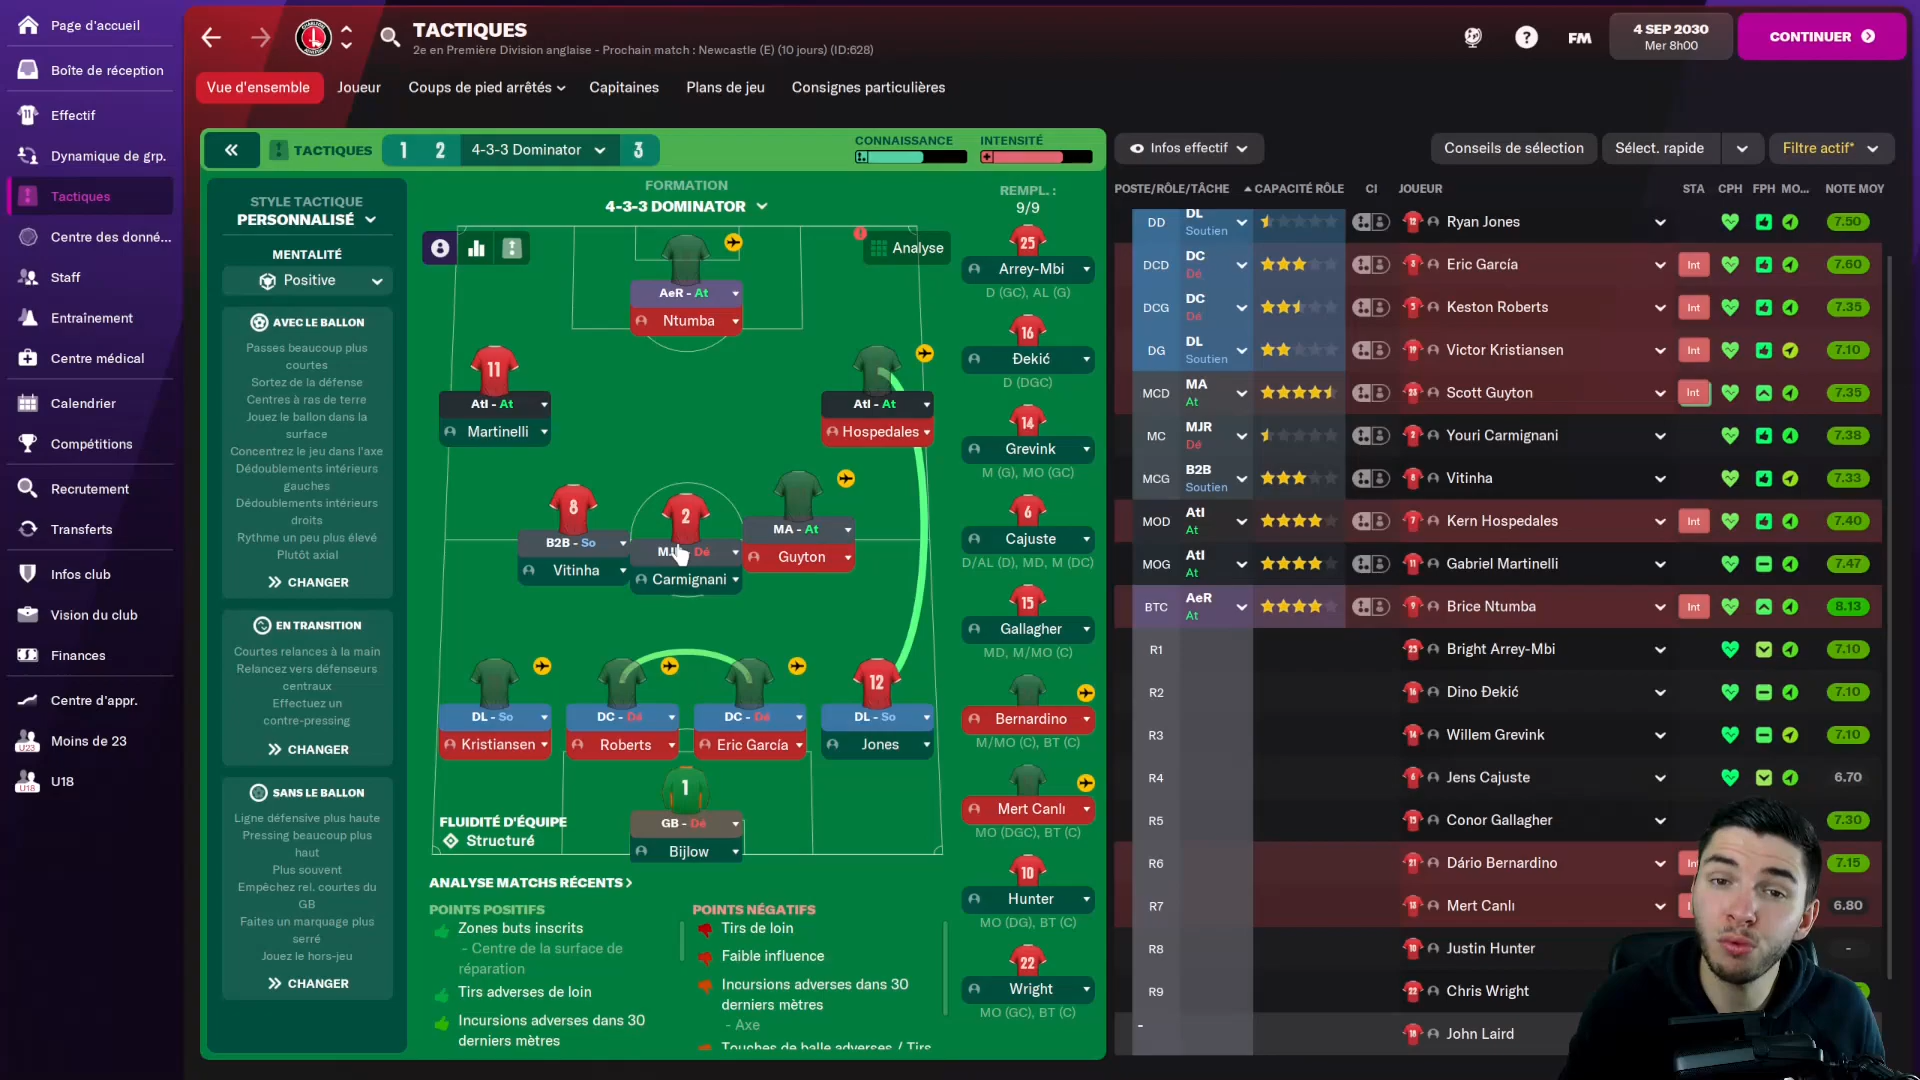 Page d'accueil
Boîte de réception
Effectif
Dynamique de grp.
Tactiques
Centre des donné...
Staff
Entraînement
Centre médical
Calendrier
Compétitions
Recrutement
Transferts
Infos club
Vision du club
Finances
Centre d'appr.
U23
Moins de 23
U18
U18
TACTIQUES
2e en Première Division anglaise - Prochain match : Newcastle (E) (10 jours) (ID:628)
?
FM
4 SEP 2030
Mer 8h00
CONTINUER
Vue d'ensemble
Joueur
Coups de pied arrêtés
Capitaines
Plans de jeu
Consignes particulières
TACTIQUES
1
2
4-3-3 Dominator
3
CONNAISSANCE
INTENSITÉ
STYLE TACTIQUE
PERSONNALISÉ
MENTALITÉ
Positive
AVEC LE BALLON
Passes beaucoup plus
courtes
Sortez de la défense
Centres à ras de terre
Jouez le ballon dans la
surface
Concentrez le jeu dans l'axe
Dédoublements intérieurs
gauches
Dédoublements intérieurs
droits
Rythme un peu plus élevé
Plutôt axial
CHANGER
EN TRANSITION
Courtes relances à la main
Relancez vers défenseurs
centraux
Effectuez un
contre-pressing
CHANGER
SANS LE BALLON
Ligne défensive plus haute
Pressing beaucoup plus
haut
Plus souvent
Empêchez rel. courtes du
GB
Faites un marquage plus
serré
Jouez le hors-jeu
CHANGER
FORMATION
4-3-3 DOMINATOR
Analyse
AeR - At
Ntumba
11
AtI - At
Martinelli
AtI - At
Hospedales
8
B2B - So
Vitinha
2
Dé
Carmignani
MA - At
Guyton
DL - So
Kristiansen
DC - Dé
Roberts
DC - Dé
Eric García
12
DL - So
Jones
1
GB - Dé
Bijlow
FLUIDITÉ D'ÉQUIPE
Structuré
ANALYSE MATCHS RÉCENTS
POINTS POSITIFS
Zones buts inscrits
- Centre de la surface de
réparation
Tirs adverses de loin
Incursions adverses dans 30
derniers mètres
POINTS NÉGATIFS
Tirs de loin
Faible influence
Incursions adverses dans 30
derniers mètres
- Axe
Touches de balle adverses / Tirs
REMPL. :
9/9
25
Arrey-Mbi
D (GC), AL (G)
16
Đekić
D (DGC)
14
Grevink
M (G), MO (GC)
6
Cajuste
D/AL (D), MD, M (DC)
15
Gallagher
MD, M/MO (C)
Bernardino
M/MO (C), BT (C)
Mert Canlı
MO (DGC), BT (C)
10
Hunter
MO (DG), BT (C)
22
Wright
MO (GC), BT (C)
Infos effectif
Conseils de sélection
Sélect. rapide
Filtre actif*
POSTE/RÔLE/TÂCHE
CAPACITÉ RÔLE
CI
JOUEUR
STA
CPH
FPH
MO...
NOTE MOY
DD DL Soutien Ryan Jones 7.50
DCD DC Dé Eric García Int 7.60
DCG DC Dé Keston Roberts Int 7.35
DG DL Soutien Victor Kristiansen Int 7.10
MCD MA At Scott Guyton Int 7.35
MC MJR Dé Youri Carmignani 7.38
MCG B2B Soutien Vitinha 7.33
MOD AtI At Kern Hospedales Int 7.40
MOG AtI At Gabriel Martinelli 7.47
BTC AeR At Brice Ntumba Int 8.13
R1 Bright Arrey-Mbi 7.10
R2 Dino Đekić 7.10
R3 Willem Grevink 7.10
R4 Jens Cajuste 6.70
R5 Conor Gallagher 7.30
R6 Dário Bernardino 7.15
R7 Mert Canlı 6.80
R8 Justin Hunter -
R9 Chris Wright
- John Laird